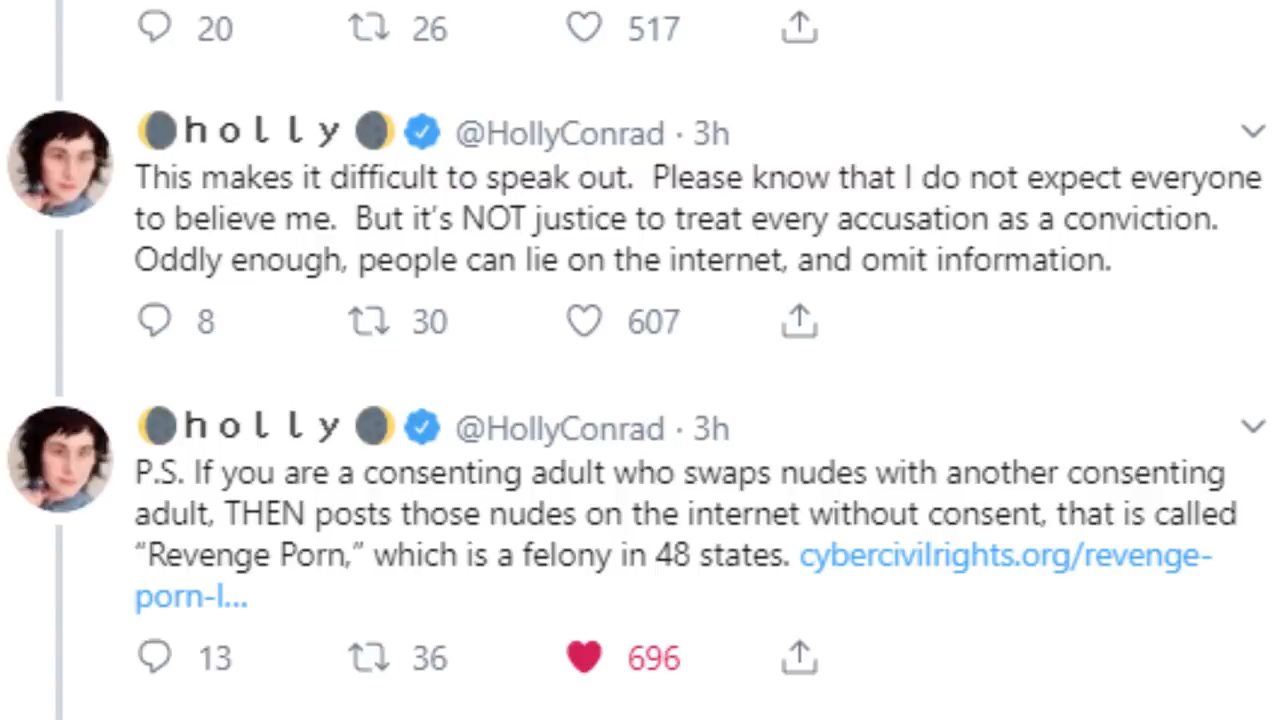 20 26 517
🌘h o l l y🌒 @HollyConrad · 3h
This makes it difficult to speak out.  Please know that I do not expect everyone
to believe me.  But it’s NOT justice to treat every accusation as a conviction.
Oddly enough, people can lie on the internet, and omit information.
8 30 607
🌘h o l l y🌒 @HollyConrad · 3h
P.S. If you are a consenting adult who swaps nudes with another consenting
adult, THEN posts those nudes on the internet without consent, that is called
“Revenge Porn,” which is a felony in 48 states. cybercivilrights.org/revenge-
porn-l...
13 36 696